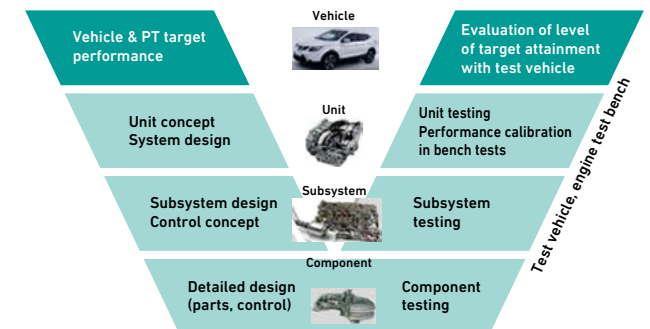 Vehicle & PT target
performance
Vehicle
Evaluation of level
of target attainment
with test vehicle
Unit concept
System design
Unit
Unit testing
Performance calibration
in bench tests
Subsystem design
Control concept
Subsystem
Subsystem
testing
Detailed design
(parts, control)
Component
Component
testing
Test vehicle, engine test bench